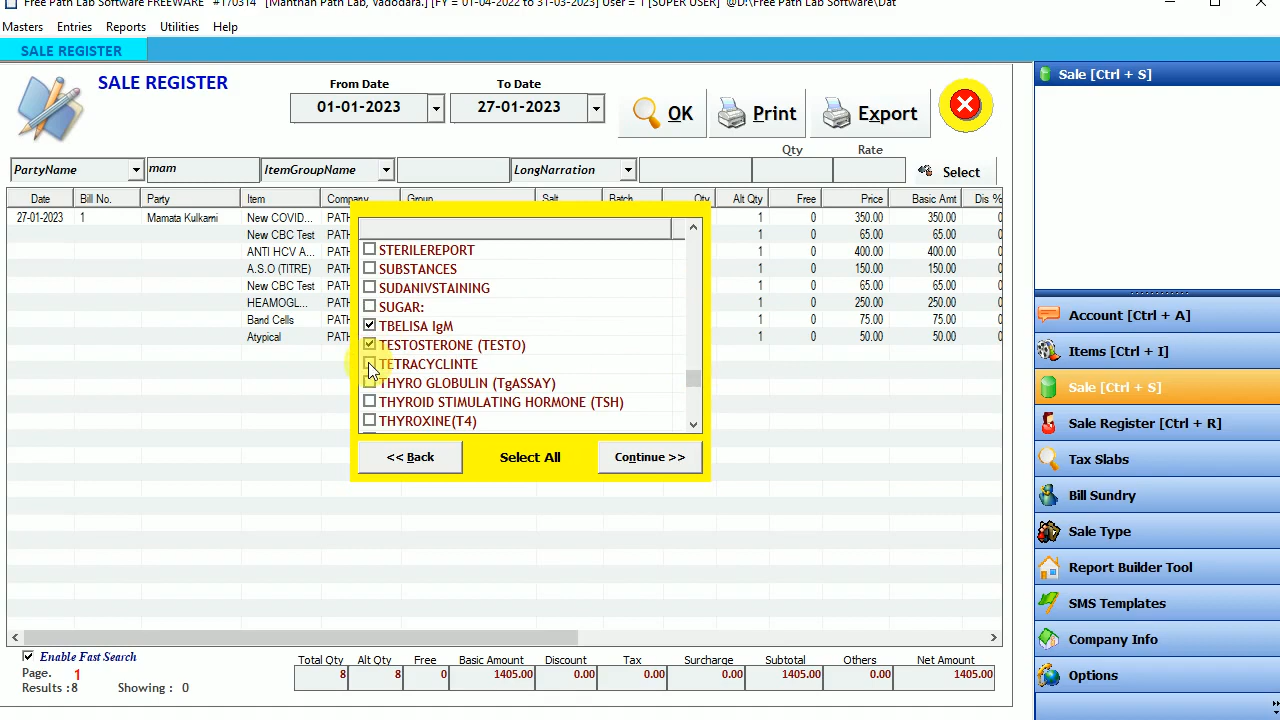 Free Path Lab Software FREEWARE #170314 [Manthan Path Lab, Vadodara.] [FY = 01-04-2022 to 31-03-2023] User = 1 [SUPER USER] @D:\Free Path Lab Software\Dat
Masters Entries Reports Utilities Help
SALE REGISTER
SALE REGISTER
From Date To Date
01-01-2023 27-01-2023
OK Print Export
Qty Rate
PartyName mam ItemGroupName LongNarration Select
Date Bill No. Party Item Company Group Salt Batch Qty Alt Qty Free Price Basic Amt Dis %
27-01-2023 1 Mamata Kulkarni New COVID... PATH 1 0 350.00 350.00 0
New CBC Test PATH 1 0 65.00 65.00 0
ANTI HCV A... PATH 1 0 400.00 400.00 0
A.S.O (TITRE) PATH 1 0 150.00 150.00 0
New CBC Test PATH 1 0 65.00 65.00 0
HEAMOGL... PATH 1 0 250.00 250.00 0
Band Cells PATH 1 0 75.00 75.00 0
Atypical PATH 1 0 50.00 50.00 0
STERILEREPORT
SUBSTANCES
SUDANIVSTAINING
SUGAR:
TBELISA IgM
TESTOSTERONE (TESTO)
TETRACYCLINTE
THYRO GLOBULIN (TgASSAY)
THYROID STIMULATING HORMONE (TSH)
THYROXINE(T4)
<< Back Select All Continue >>
Enable Fast Search
Page. 1
Results :8 Showing : 0
Total Qty Alt Qty Free Basic Amount Discount Tax Surcharge Subtotal Others Net Amount
8 8 0 1405.00 0.00 0.00 0.00 1405.00 0.00 1405.00
Sale [Ctrl + S]
Account [Ctrl + A]
Items [Ctrl + I]
Sale [Ctrl + S]
Sale Register [Ctrl + R]
Tax Slabs
Bill Sundry
Sale Type
Report Builder Tool
SMS Templates
Company Info
Options